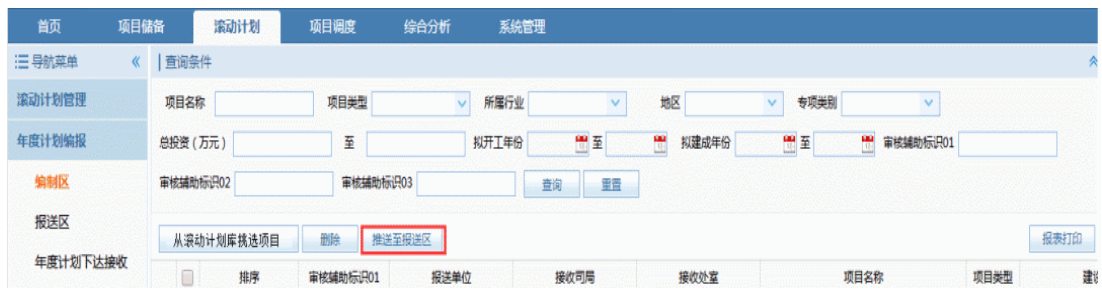 首页 项目储备 滚动计划 项目调度 综合分析 系统管理
导航菜单 《 查询条件
滚动计划管理 项目名称 项目类型 所属行业 地区 专项类别
年度计划编报 总投资(万元) 至 拟开工年份 至 拟建成年份 至 审核辅助标识01
编制区 审核辅助标识02 审核辅助标识03 查询 重置
报送区 从滚动计划库挑选项目 删除 推送至报送区 报表打印
年度计划下达接收 排序 审核辅助标识01 报送单位 接收司局 接收处室 项目名称 项目类型